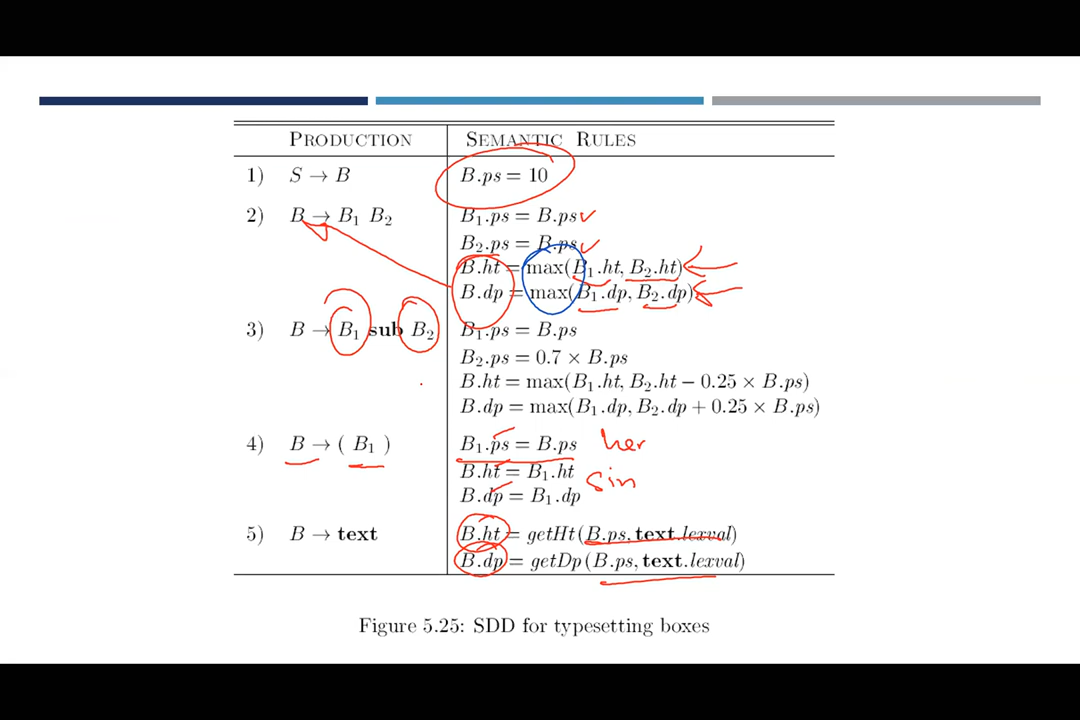 PRODUCTION SEMANTIC RULES
1) S → B B.ps = 10
2) B → B₁ B₂ B₁.ps = B.ps
B₂.ps = B.ps
B.ht = max(B₁.ht, B₂.ht)
B.dp = max(B₁.dp, B₂.dp)
3) B → B₁ sub B₂ B₁.ps = B.ps
B₂.ps = 0.7 × B.ps
B.ht = max(B₁.ht, B₂.ht − 0.25 × B.ps)
B.dp = max(B₁.dp, B₂.dp + 0.25 × B.ps)
4) B → ( B₁ ) B₁.ps = B.ps her
B.ht = B₁.ht
B.dp = B₁.dp sin
5) B → text B.ht = getHt(B.ps, text.lexval)
B.dp = getDp(B.ps, text.lexval)
Figure 5.25: SDD for typesetting boxes